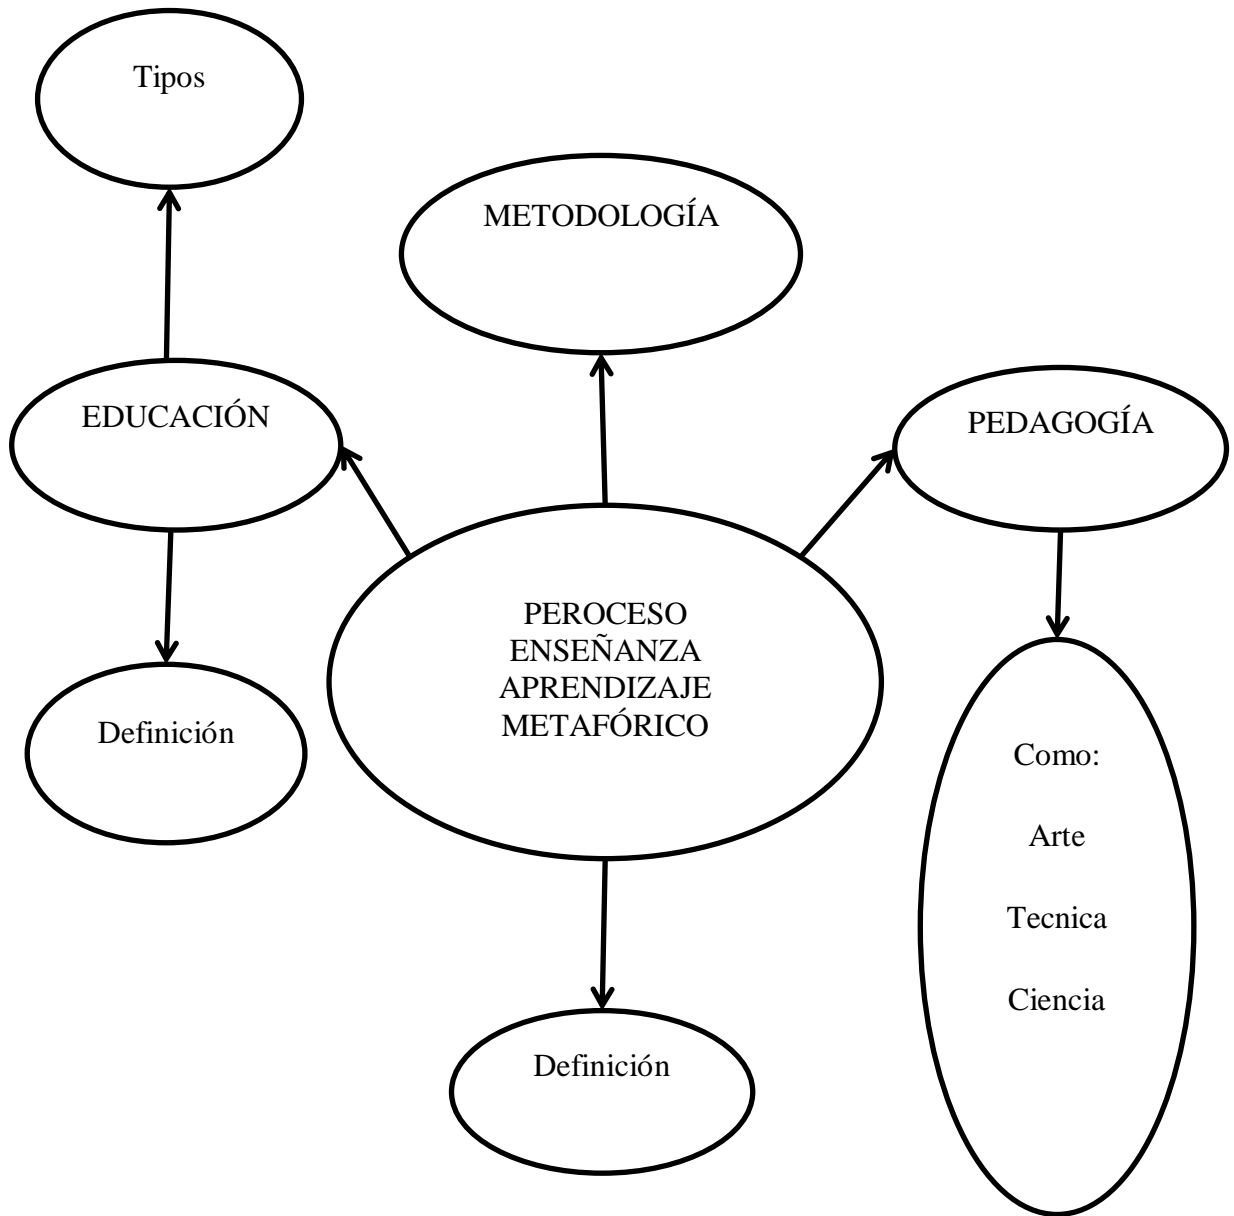 Tipos
METODOLOGÍA
EDUCACIÓN
PEDAGOGÍA
PEROCESO
ENSEÑANZA
APRENDIZAJE
METAFÓRICO
Definición
Como:
Arte
Tecnica
Ciencia
Definición